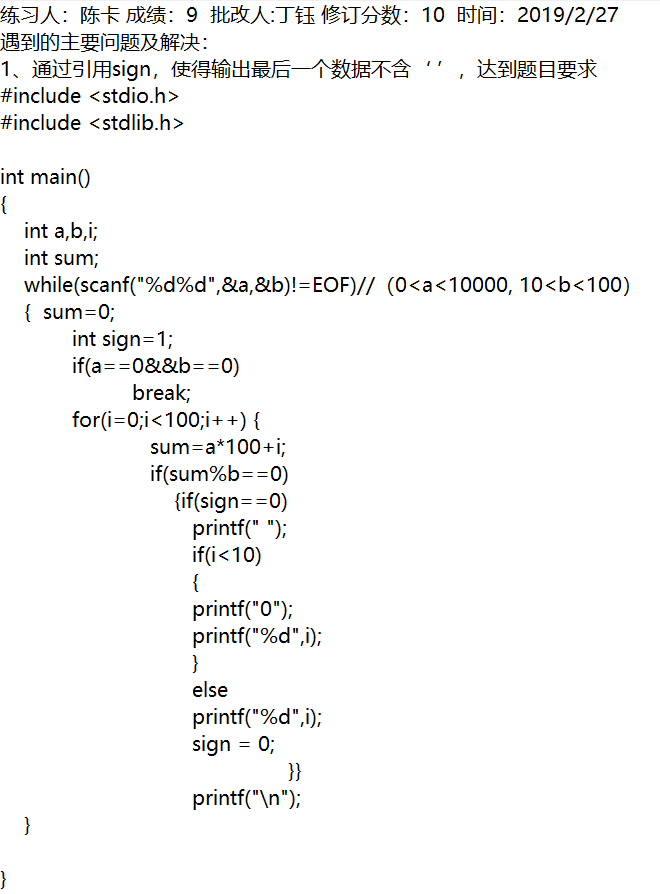 练习人：陈卡 成绩：9  批改人:丁钰 修订分数：10  时间：2019/2/27
遇到的主要问题及解决：
1、通过引用sign，使得输出最后一个数据不含‘ ’，达到题目要求
#include <stdio.h>
#include <stdlib.h>
int main()
{
int a,b,i;
int sum;
while(scanf("%d%d",&a,&b)!=EOF)//（0<a<10000, 10<b<100）
{  sum=0;
int sign=1;
if(a==0&&b==0)
break;
for(i=0;i<100;i++) {
sum=a*100+i;
if(sum%b==0)
{if(sign==0)
printf(" ");
if(i<10)
{
printf("0");
printf("%d",i);
}
else
printf("%d",i);
sign = 0;
}}
printf("\n");
}
}